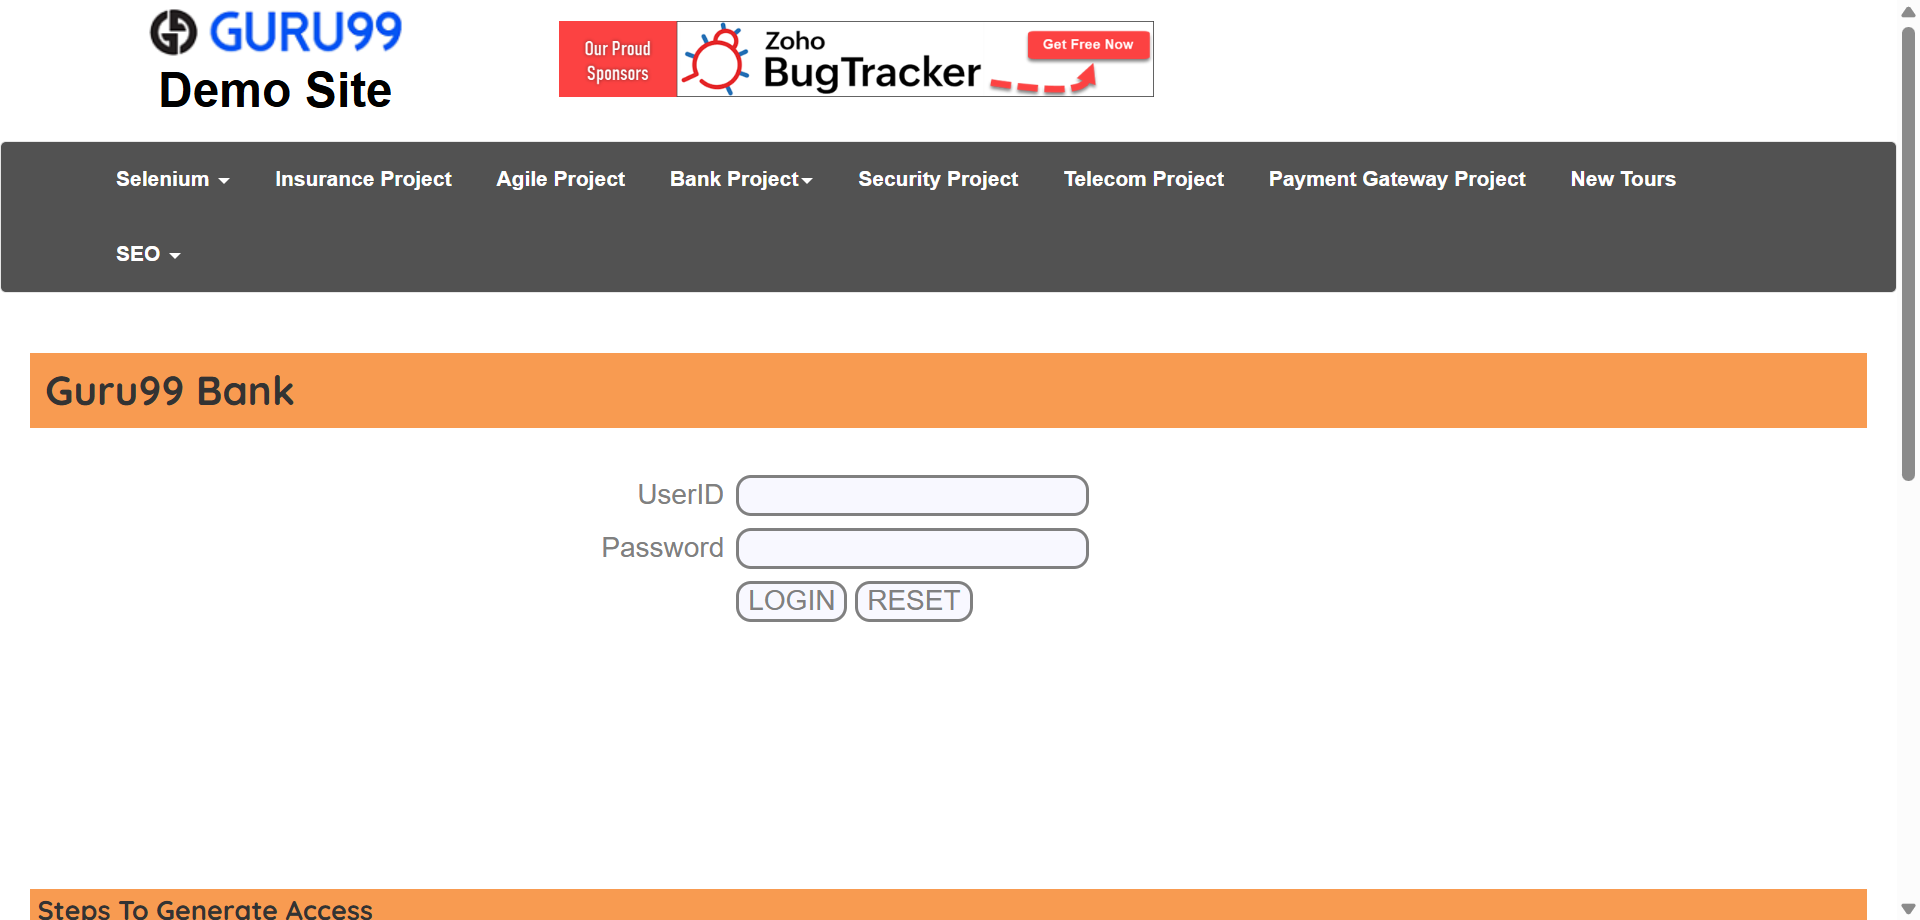 GURU99
Demo Site
Our Proud
Sponsors
Zoho
BugTracker
Get Free Now
Selenium
Insurance Project
Agile Project
Bank Project
Security Project
Telecom Project
Payment Gateway Project
New Tours
SEO
Guru99 Bank
UserID
Password
LOGIN
RESET
Steps To Generate Access